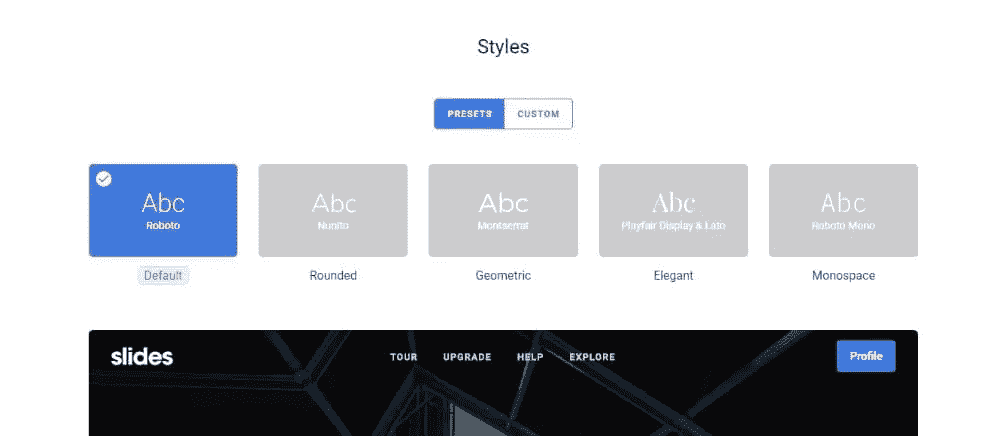 Styles
PRESETS CUSTOM
Abc Abc Abc Abc Abc
Roboto Nunito Montserrat Playfair Display & Lato Roboto Mono
Default Rounded Geometric Elegant Monospace
slides TOUR UPGRADE HELP EXPLORE Profile